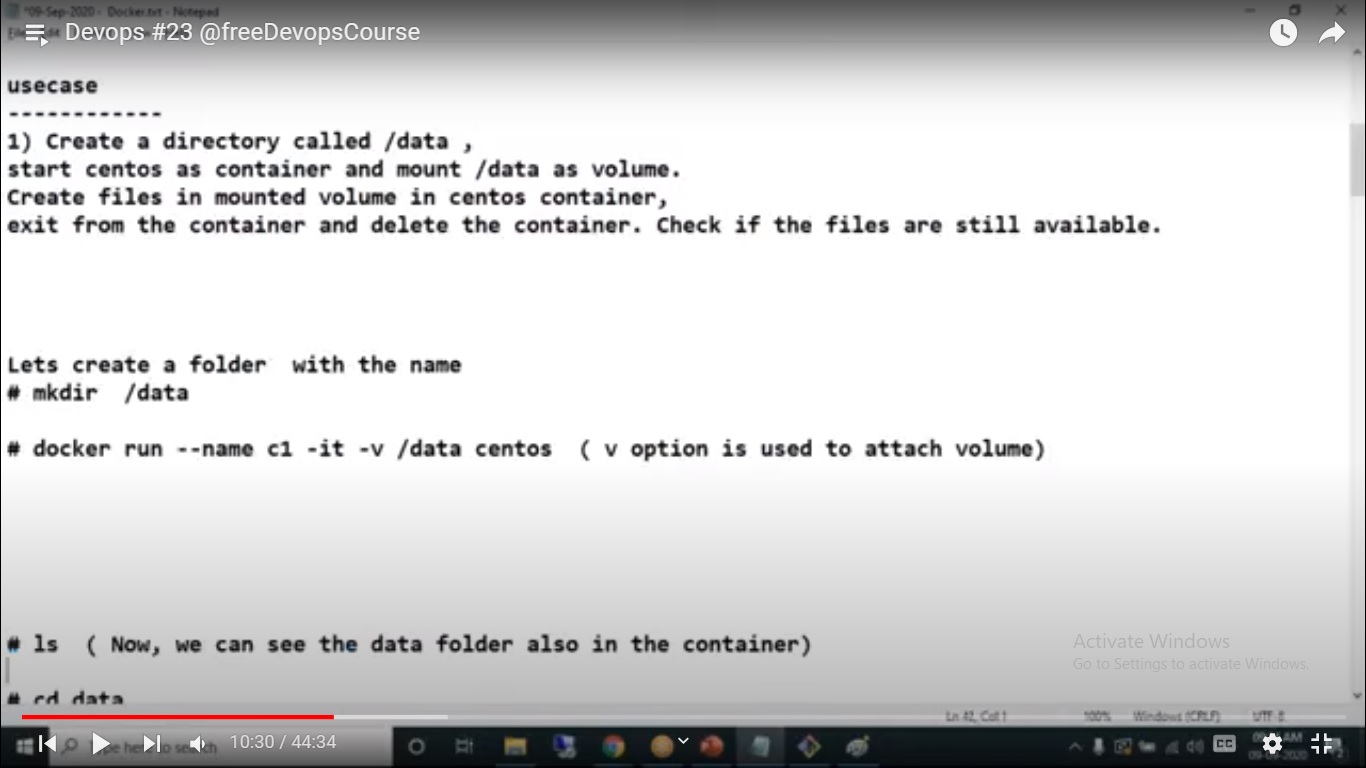 *09-Sep-2020 - Docker.txt - Notepad
Devops #23 @freeDevopsCourse
usecase
------------
1) Create a directory called /data ,
start centos as container and mount /data as volume.
Create files in mounted volume in centos container,
exit from the container and delete the container. Check if the files are still available.
Lets create a folder  with the name
# mkdir  /data
# docker run --name c1 -it -v /data centos  ( v option is used to attach volume)
# ls  ( Now, we can see the data folder also in the container)
# cd data
Activate Windows
Go to Settings to activate Windows.
Ln 42, Col 1 100% Windows (CRLF) UTF-8
10:30 / 44:34
CC
09-09-2020